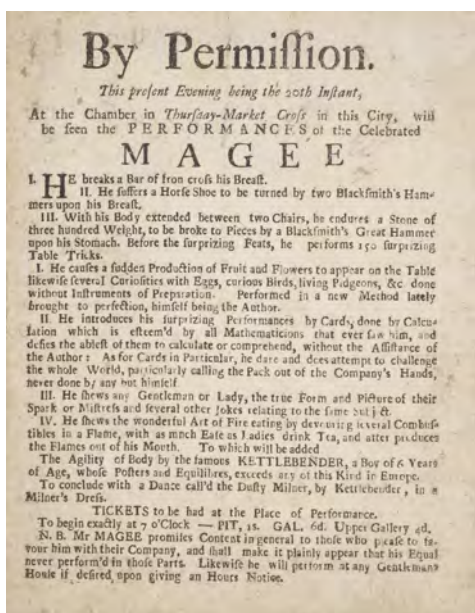 By Permiſſion.
This preſent Evening being the 20th Inſtant,
At the Chamber in Thurſday-Market Croſs in this City, will
be ſeen the PERFORMANCES of the Celebrated
MAGEE
I. HE breaks a Bar of Iron croſs his Breaſt.
II. He ſuffers a Horſe Shoe to be turned by two Blackſmith's Ham-
mers upon his Breaſt.
III. With his Body extended between two Chairs, he endures a Stone of
three hundred Weight, to be broke to Pieces by a Blackſmith's Great Hammer
upon his Stomach. Before the ſurprizing Feats, he performs 150 ſurprizing
Table Tricks.
I. He cauſes a ſudden Production of Fruit and Flowers to appear on the Table
likewiſe ſeveral Curioſities with Eggs, curious Birds, living Pidgeons, &c. done
without Inſtruments of Preparation. Performed in a new Method lately
brought to perfection, himſelf being the Author.
II. He introduces his ſurprizing Performances by Cards, done by Calcu-
lation which is eſteem'd by all Mathematicions that ever ſaw him, and
defies the ableſt of them to calculate or comprehend, without the Aſſiſtance of
the Author : As for Cards in Particular, he dare and does attempt to challenge
the whole World, particularly calling the Pack out of the Company's Hands,
never done by any but himſelf
III. He ſhews any Gentleman or Lady, the true Form and Picture of their
Spark or Miſtreſs and ſeveral other Jokes relating to the ſame Subject.
IV. He ſhews the wonderful Art of Fire eating by devouring ſeveral Combuſ-
tibles in a Flame, with as much Eaſe as Ladies drink Tea, and after produces
the Flames out of his Mouth. To which will be added
The Agility of Body by the famous KETTLEBENDER, a Boy of 6 Years
of Age, whoſe Poſters and Equilibres, exceeds any of this Kind in Europe.
To conclude with a Dance call'd the Duſty Milner, by Kettlebender, in a
Milner's Dreſs.
TICKETS to be had at the Place of Performance.
To begin exactly at 7 o'Clock — PIT, 1s. GAL. 6d. Upper Gallery 4d,
N. B. Mr MAGEE promiſes Content in general to thoſe who pleaſe to fa-
vour him with their Company, and ſhall make it plainly appear that his Equal
never perform'd in thoſe Parts. Likewiſe he will perform at any Gentlemans
Houſe if deſired upon giving an Hours Notice.